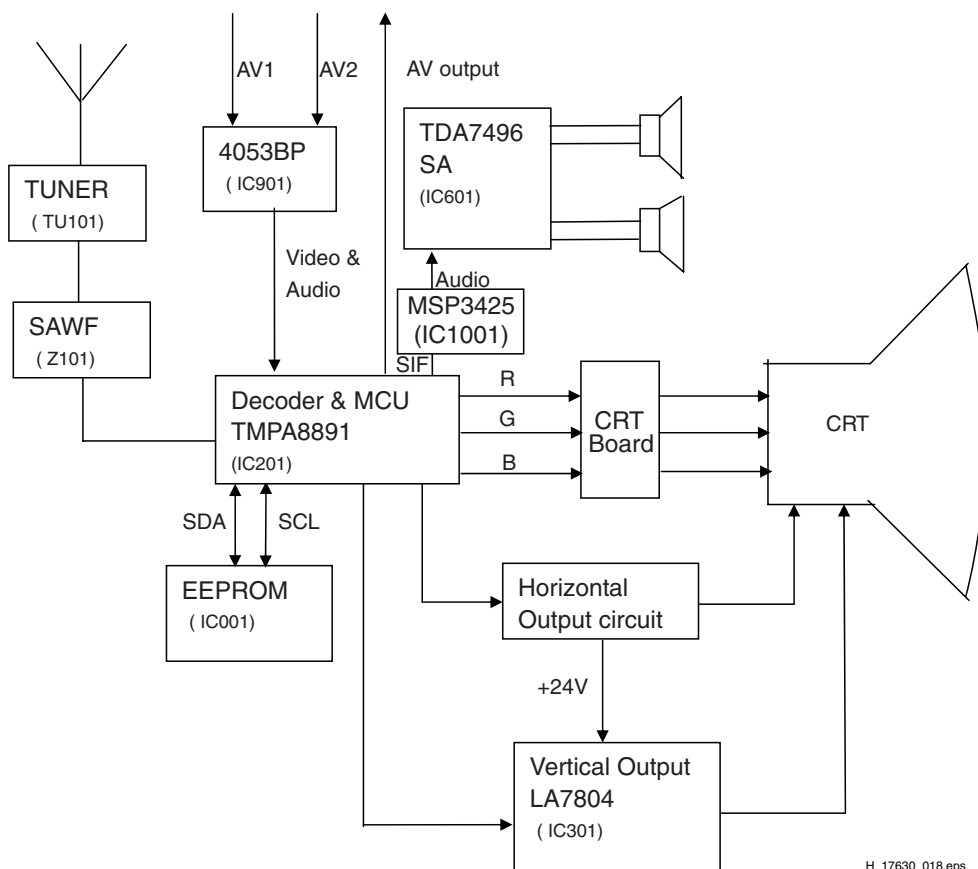 AV1
AV2
AV output
4053BP
( IC901)
TDA7496
SA
(IC601)
TUNER
( TU101)
Video &
Audio
Audio
MSP3425
(IC1001)
SAWF
( Z101)
SIF
Decoder & MCU
TMPA8891
(IC201)
R
G
B
CRT
Board
CRT
SDA
SCL
EEPROM
( IC001)
Horizontal
Output circuit
+24V
Vertical Output
LA7804
( IC301)
H_17630_018.eps